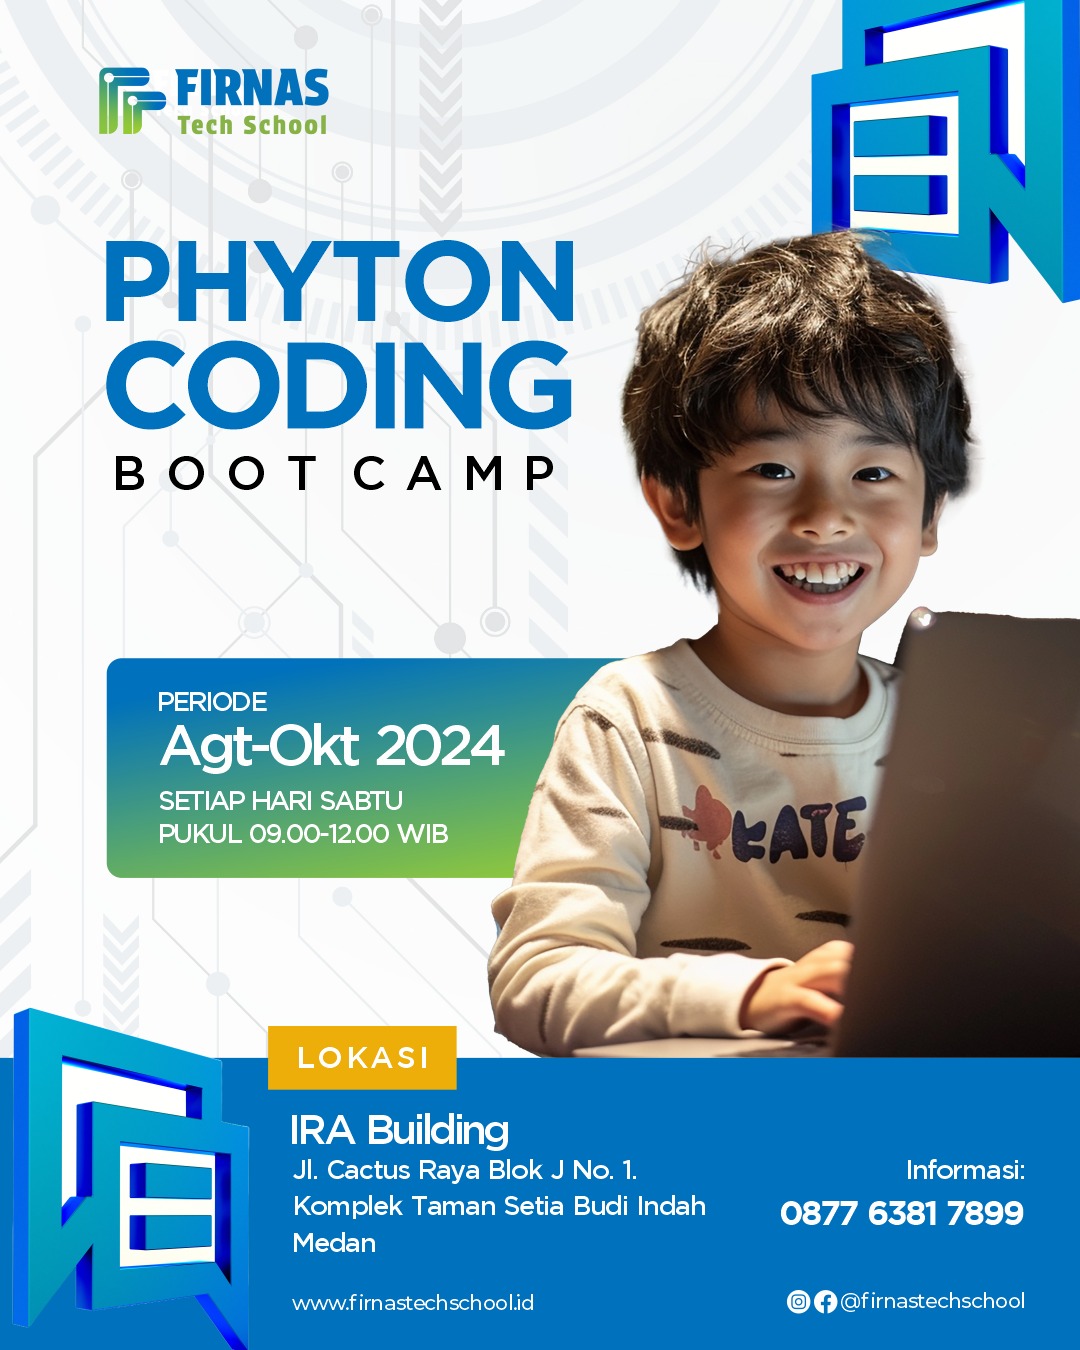 FIRNAS
Tech School
PHYTON
CODING
BOOT CAMP
PERIODE
Agt-Okt 2024
SETIAP HARI SABTU
PUKUL 09.00-12.00 WIB
KATE
LOKASI
IRA Building
Jl. Cactus Raya Blok J No. 1.
Komplek Taman Setia Budi Indah
Medan
www.firnastechschool.id
Informasi:
0877 6381 7899
@firnastechschool